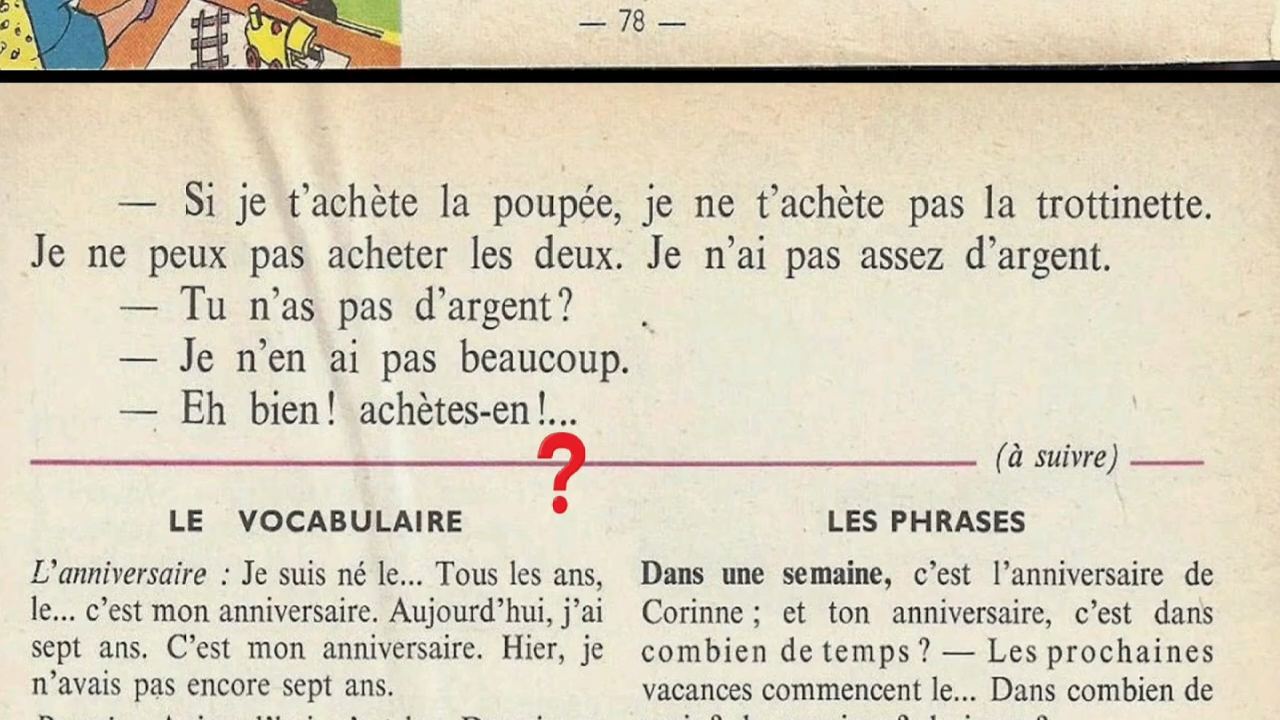 — 78 —
— Si je t'achète la poupée, je ne t'achète pas la trottinette.
Je ne peux pas acheter les deux. Je n'ai pas assez d'argent.
— Tu n'as pas d'argent ?
— Je n'en ai pas beaucoup.
— Eh bien ! achètes-en !...
(à suivre)
❓
LE VOCABULAIRE
L'anniversaire : Je suis né le... Tous les ans,
le... c'est mon anniversaire. Aujourd'hui, j'ai
sept ans. C'est mon anniversaire. Hier, je
n'avais pas encore sept ans.
LES PHRASES
Dans une semaine, c'est l'anniversaire de
Corinne ; et ton anniversaire, c'est dans
combien de temps ? — Les prochaines
vacances commencent le... Dans combien de